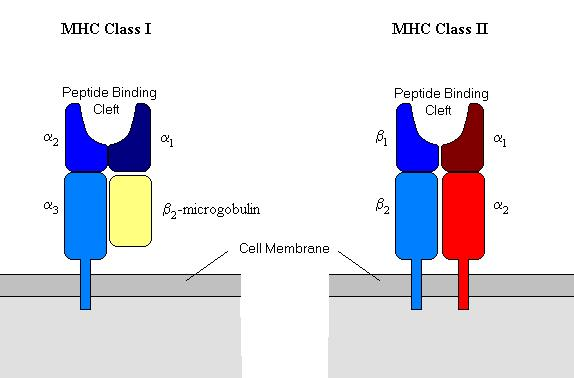 MHC Class I
Peptide Binding
Cleft
α2
α1
α3
β2-microgobulin
MHC Class II
Peptide Binding
Cleft
β1
α1
β2
α2
Cell Membrane